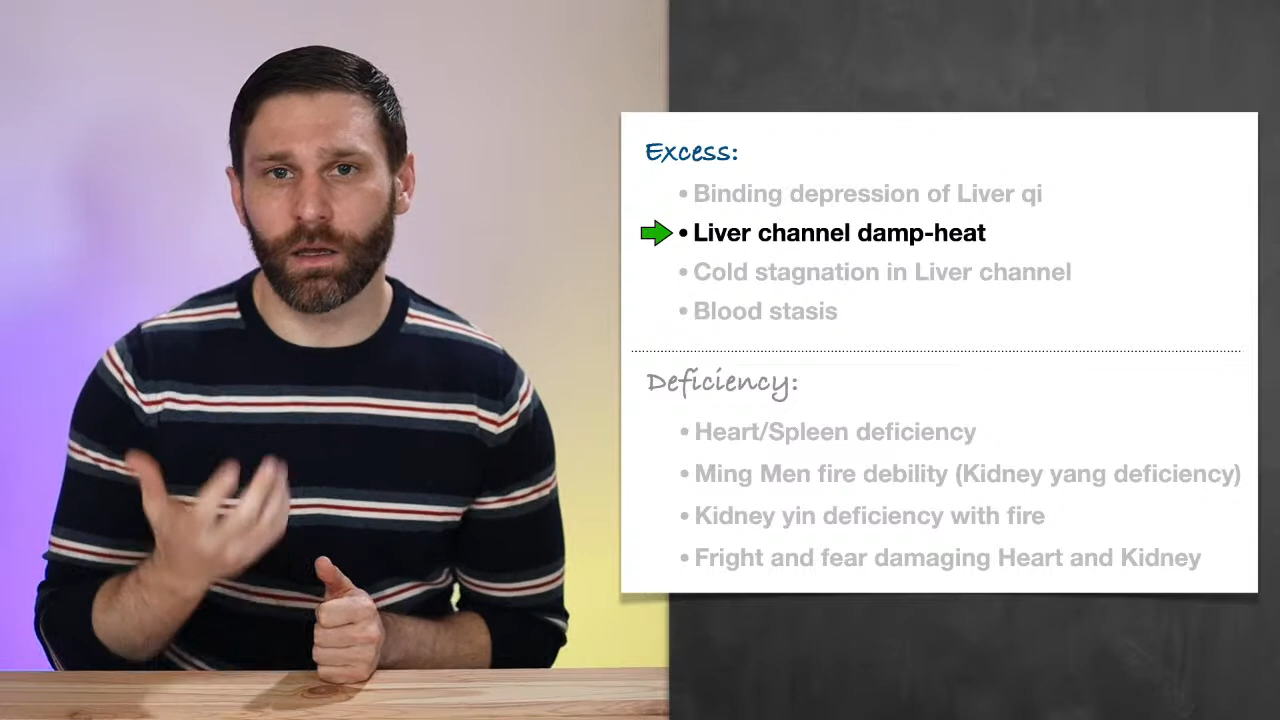 Excess:
• Binding depression of Liver qi
• Liver channel damp-heat
• Cold stagnation in Liver channel
• Blood stasis
Deficiency:
• Heart/Spleen deficiency
• Ming Men fire debility (Kidney yang deficiency)
• Kidney yin deficiency with fire
• Fright and fear damaging Heart and Kidney